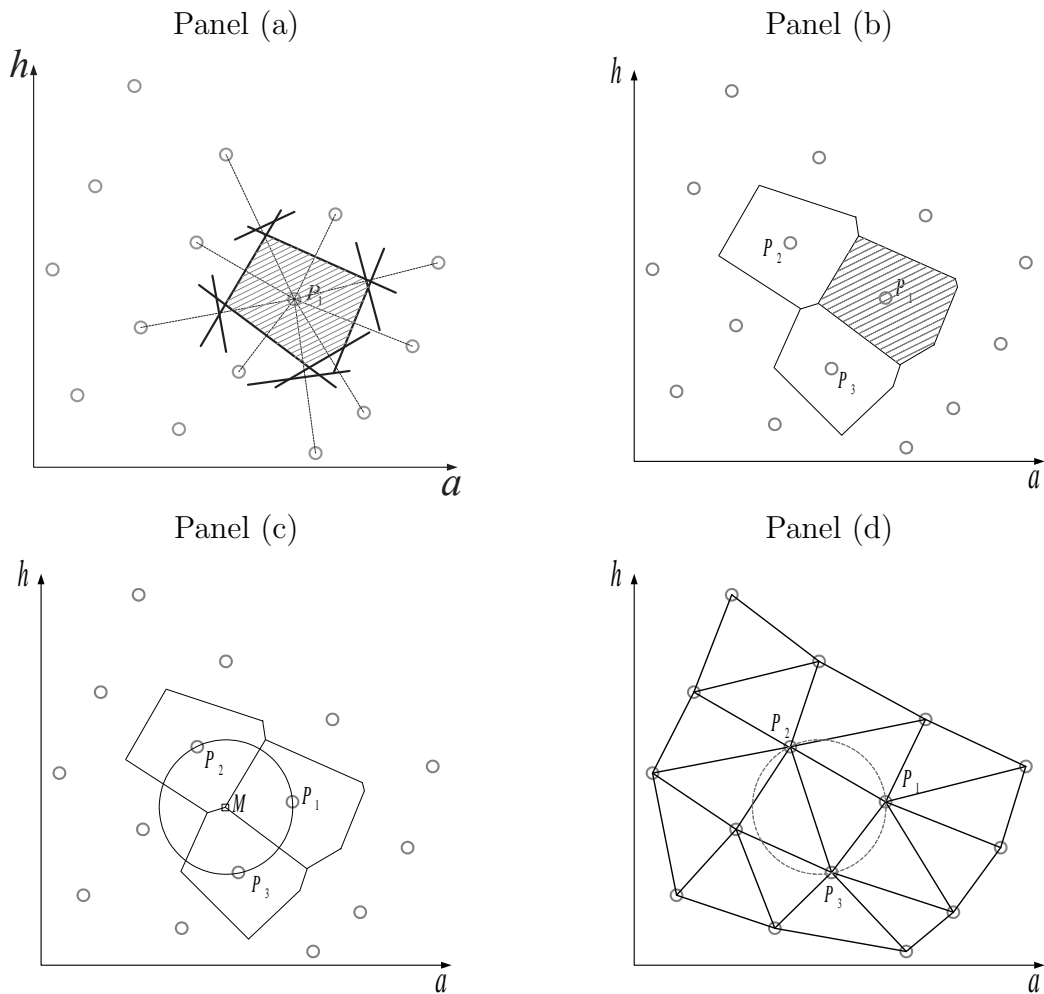 Panel (a)
h
P1
a
Panel (b)
h
P2
P1
P3
a
Panel (c)
h
P2
P1
M
P3
a
Panel (d)
h
P2
P1
P3
a